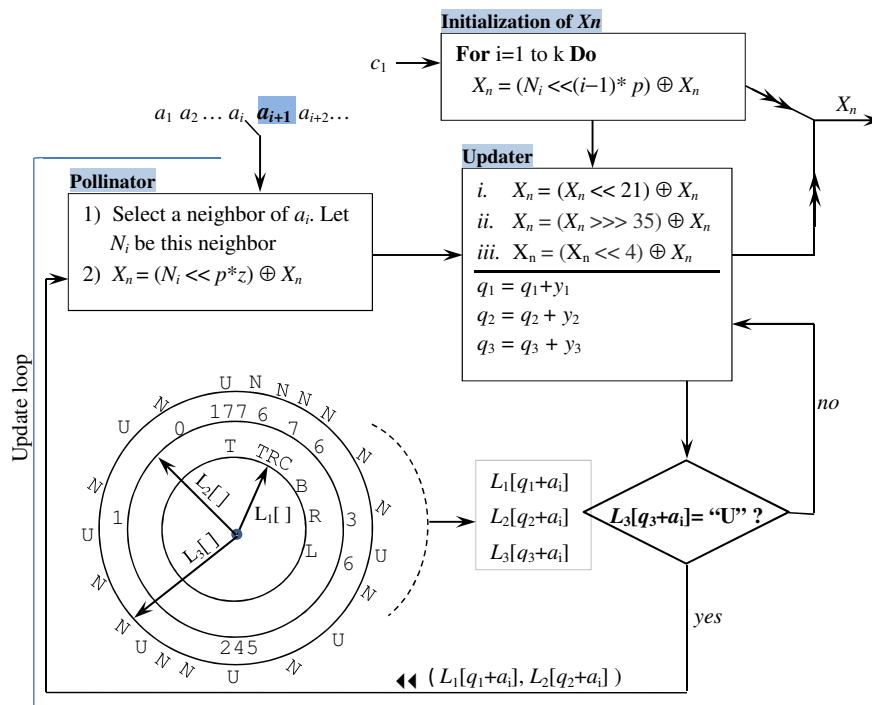 Initialization of Xn
For i=1 to k Do
c₁
Xₙ = (Nᵢ <<(i−1)* p) ⊕ Xₙ
Xₙ
a₁ a₂ … aᵢ aᵢ₊₁ aᵢ₊₂…
Pollinator
1) Select a neighbor of aᵢ. Let
Nᵢ be this neighbor
2) Xₙ = (Nᵢ << p*z) ⊕ Xₙ
Updater
i. Xₙ = (Xₙ << 21) ⊕ Xₙ
ii. Xₙ = (Xₙ >>> 35) ⊕ Xₙ
iii. Xₙ = (Xₙ << 4) ⊕ Xₙ
q₁ = q₁+y₁
q₂ = q₂ + y₂
q₃ = q₃ + y₃
Update loop
no
U N N N N N N U N N U N U N N N U N U N U N
0 177 6 7 6 3 6 245 1
T TRC B R L
L₂[ ]
L₁[ ]
L₃[ ]
L₁[q₁+aᵢ]
L₂[q₂+aᵢ]
L₃[q₃+aᵢ]
L₃[q₃+aᵢ]= “U” ?
yes
( L₁[q₁+aᵢ], L₂[q₂+aᵢ] )